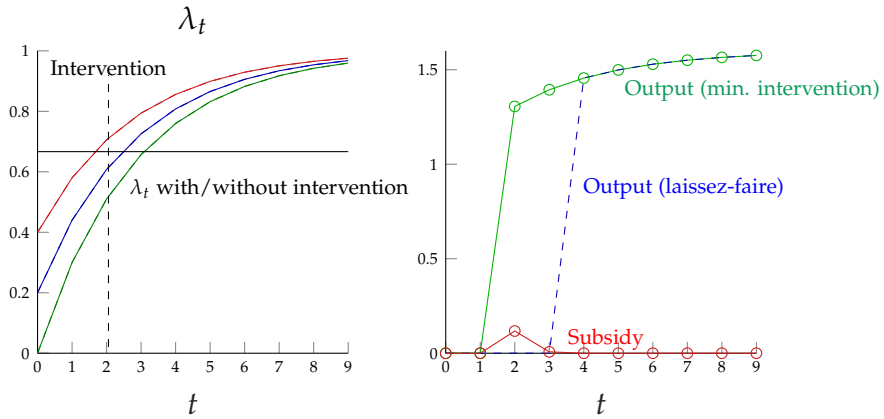 λt
1
0.8
0.6
0.4
0.2
0
Intervention
λt with/without intervention
0 1 2 3 4 5 6 7 8 9
t
1.5
1
0.5
0
Output (min. intervention)
Output (laissez-faire)
Subsidy
0 1 2 3 4 5 6 7 8 9
t